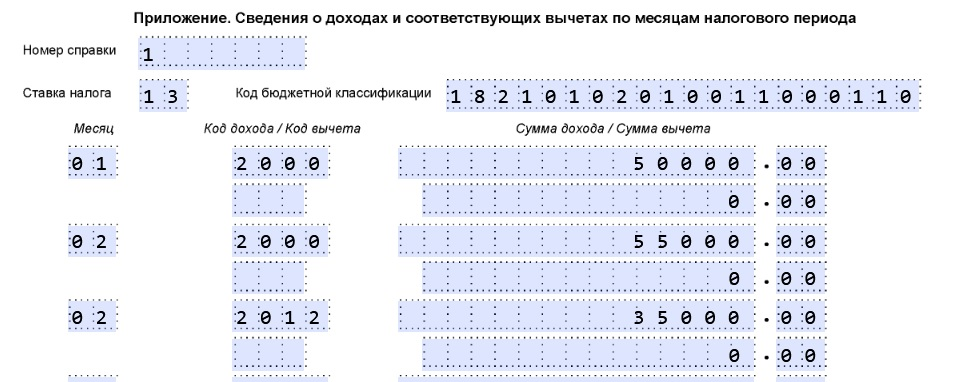 Приложение. Сведения о доходах и соответствующих вычетах по месяцам налогового периода
Номер справки 1
Ставка налога 13 Код бюджетной классификации 18210102010011000110
Месяц Код дохода / Код вычета Сумма дохода / Сумма вычета
01 2000 50000.00
0.00
02 2000 55000.00
0.00
02 2012 35000.00
0.00